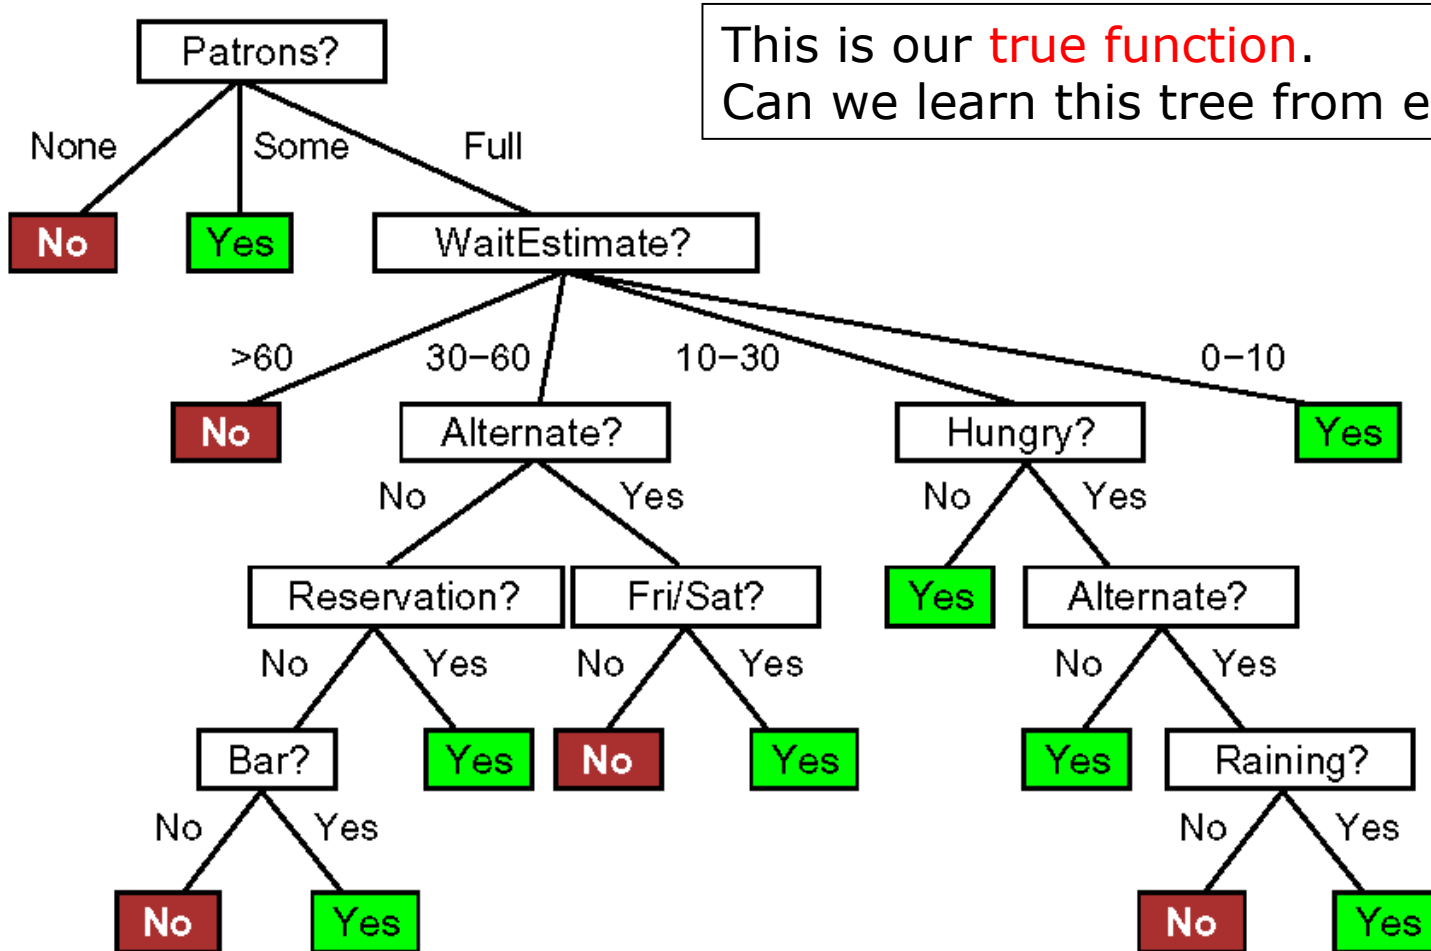 Patrons?
This is our true function.
Can we learn this tree from e
None Some Full
No Yes WaitEstimate?
>60 30–60 10–30 0–10
No Alternate? Hungry? Yes
No Yes No Yes
Reservation? Fri/Sat? Yes Alternate?
No Yes No Yes No Yes
Bar? Yes No Yes Yes Raining?
No Yes No Yes
No Yes No Yes